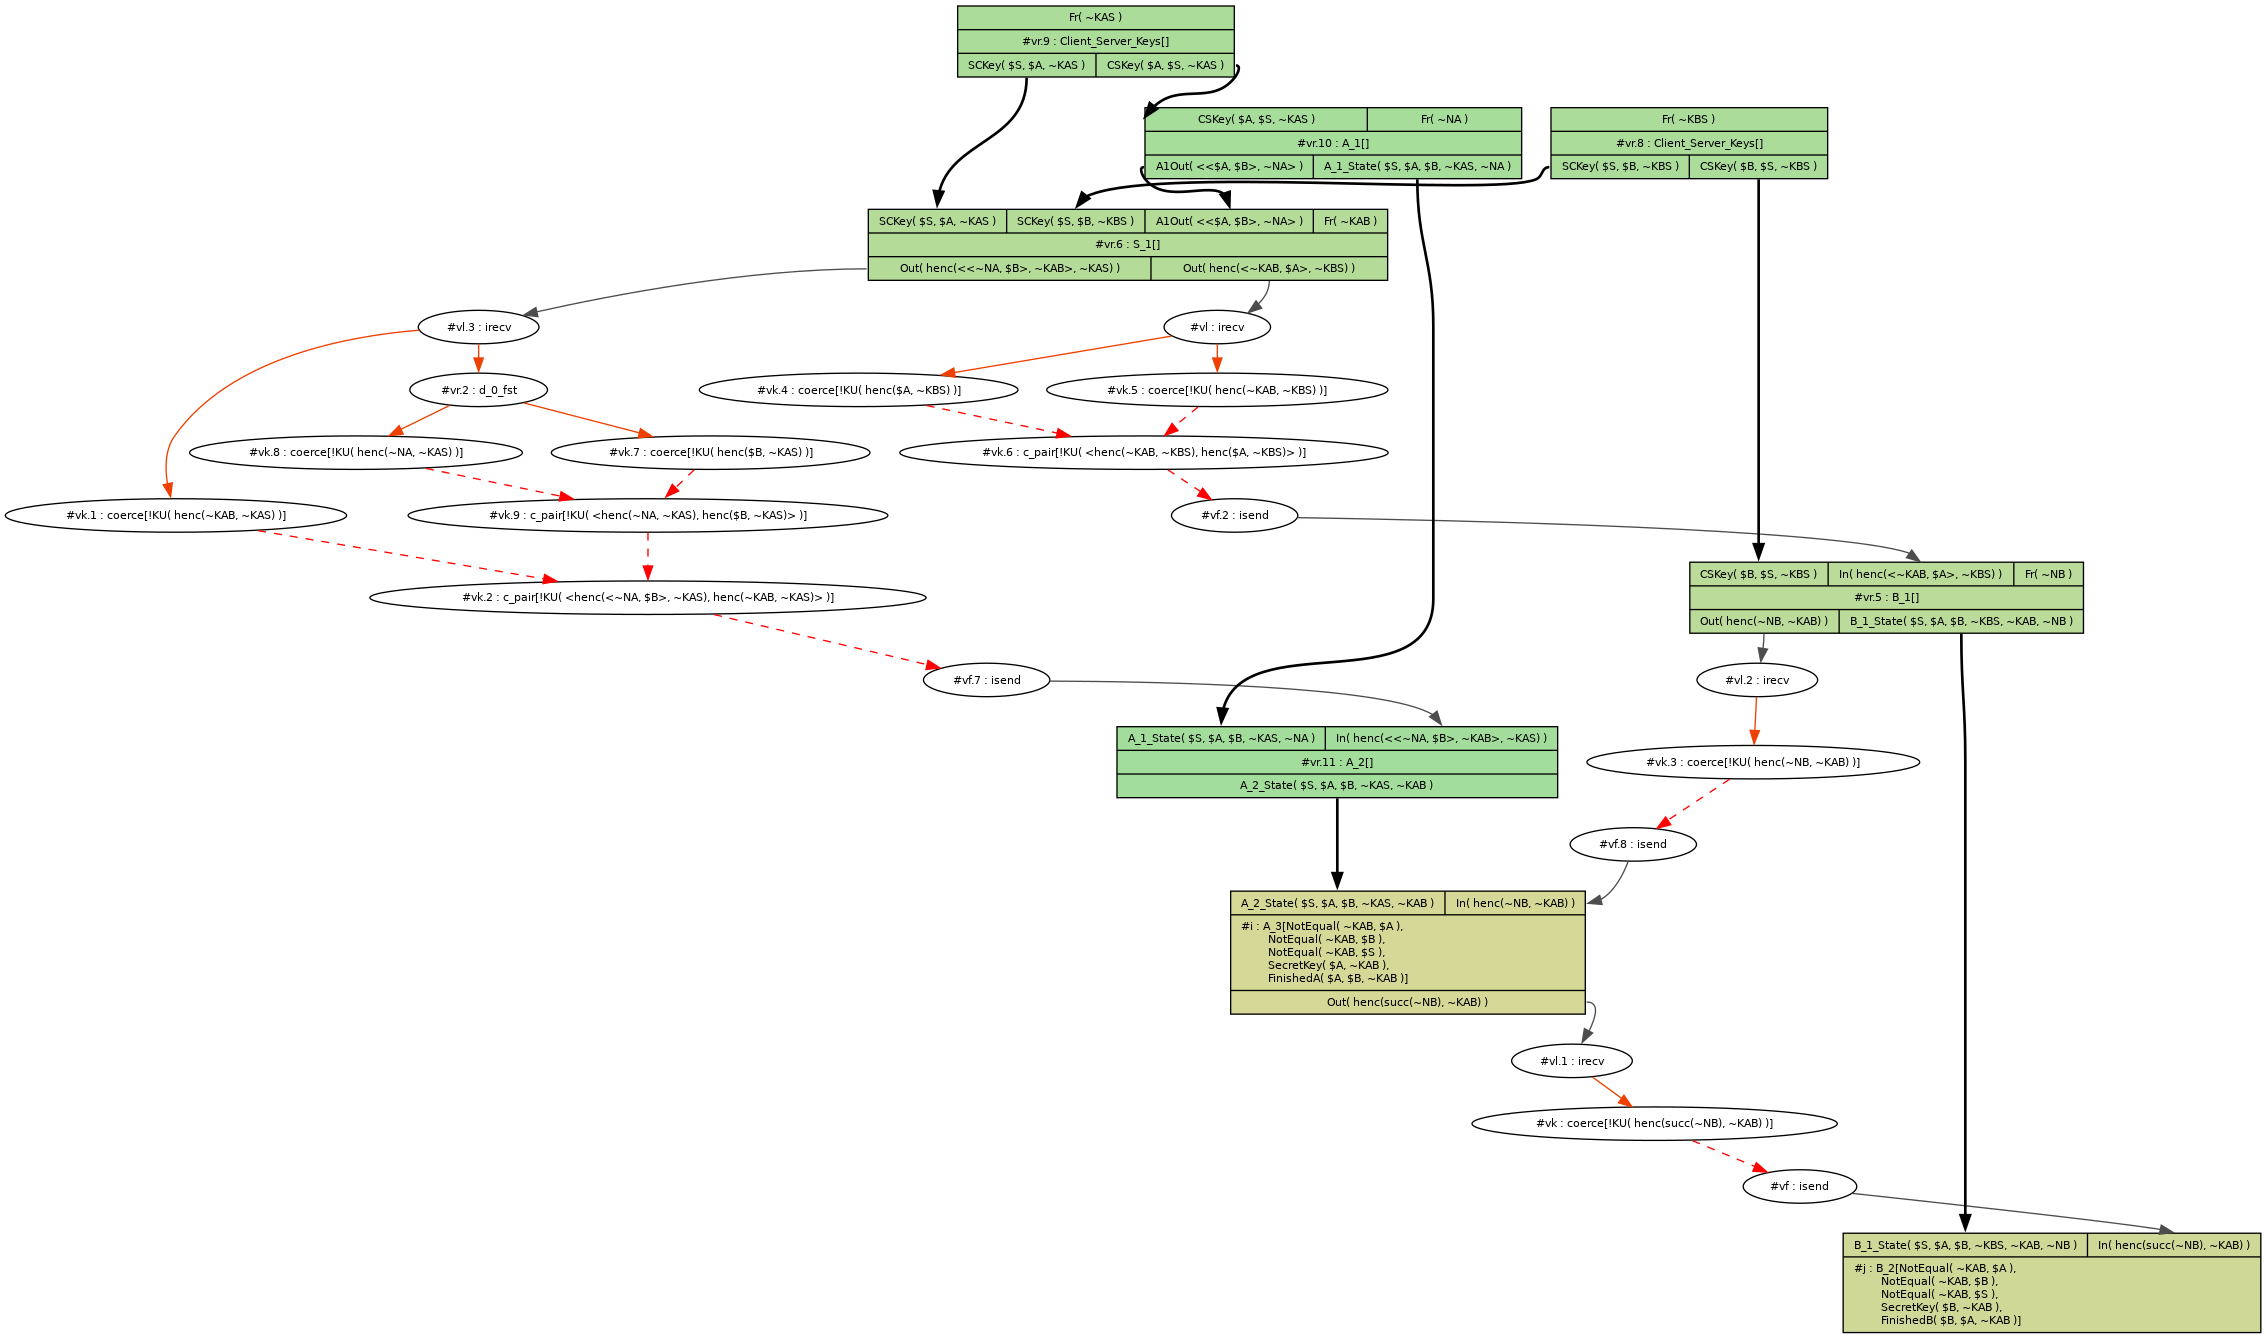 Fr( ~KAS )
#vr.9 : Client_Server_Keys[]
SCKey( $S, $A, ~KAS ) CSKey( $A, $S, ~KAS )
CSKey( $A, $S, ~KAS ) Fr( ~NA )
#vr.10 : A_1[]
A1Out( <<$A, $B>, ~NA> ) A_1_State( $S, $A, $B, ~KAS, ~NA )
Fr( ~KBS )
#vr.8 : Client_Server_Keys[]
SCKey( $S, $B, ~KBS ) CSKey( $B, $S, ~KBS )
SCKey( $S, $A, ~KAS ) SCKey( $S, $B, ~KBS ) A1Out( <<$A, $B>, ~NA> ) Fr( ~KAB )
#vr.6 : S_1[]
Out( henc(<<~NA, $B>, ~KAB>, ~KAS) ) Out( henc(<~KAB, $A>, ~KBS) )
#vl.3 : irecv
#vl : irecv
#vr.2 : d_0_fst
#vk.4 : coerce[!KU( henc($A, ~KBS) )]
#vk.5 : coerce[!KU( henc(~KAB, ~KBS) )]
#vk.8 : coerce[!KU( henc(~NA, ~KAS) )]
#vk.7 : coerce[!KU( henc($B, ~KAS) )]
#vk.6 : c_pair[!KU( <henc(~KAB, ~KBS), henc($A, ~KBS)> )]
#vk.1 : coerce[!KU( henc(~KAB, ~KAS) )]
#vk.9 : c_pair[!KU( <henc(~NA, ~KAS), henc($B, ~KAS)> )]
#vf.2 : isend
#vk.2 : c_pair[!KU( <henc(<~NA, $B>, ~KAS), henc(~KAB, ~KAS)> )]
CSKey( $B, $S, ~KBS ) In( henc(<~KAB, $A>, ~KBS) ) Fr( ~NB )
#vr.5 : B_1[]
Out( henc(~NB, ~KAB) ) B_1_State( $S, $A, $B, ~KBS, ~KAB, ~NB )
#vf.7 : isend
#vl.2 : irecv
A_1_State( $S, $A, $B, ~KAS, ~NA ) In( henc(<<~NA, $B>, ~KAB>, ~KAS) )
#vr.11 : A_2[]
A_2_State( $S, $A, $B, ~KAS, ~KAB )
#vk.3 : coerce[!KU( henc(~NB, ~KAB) )]
#vf.8 : isend
A_2_State( $S, $A, $B, ~KAS, ~KAB ) In( henc(~NB, ~KAB) )
#i : A_3[NotEqual( ~KAB, $A ),
NotEqual( ~KAB, $B ),
NotEqual( ~KAB, $S ),
SecretKey( $A, ~KAB ),
FinishedA( $A, $B, ~KAB )]
Out( henc(succ(~NB), ~KAB) )
#vl.1 : irecv
#vk : coerce[!KU( henc(succ(~NB), ~KAB) )]
#vf : isend
B_1_State( $S, $A, $B, ~KBS, ~KAB, ~NB ) In( henc(succ(~NB), ~KAB) )
#j : B_2[NotEqual( ~KAB, $A ),
NotEqual( ~KAB, $B ),
NotEqual( ~KAB, $S ),
SecretKey( $B, ~KAB ),
FinishedB( $B, $A, ~KAB )]